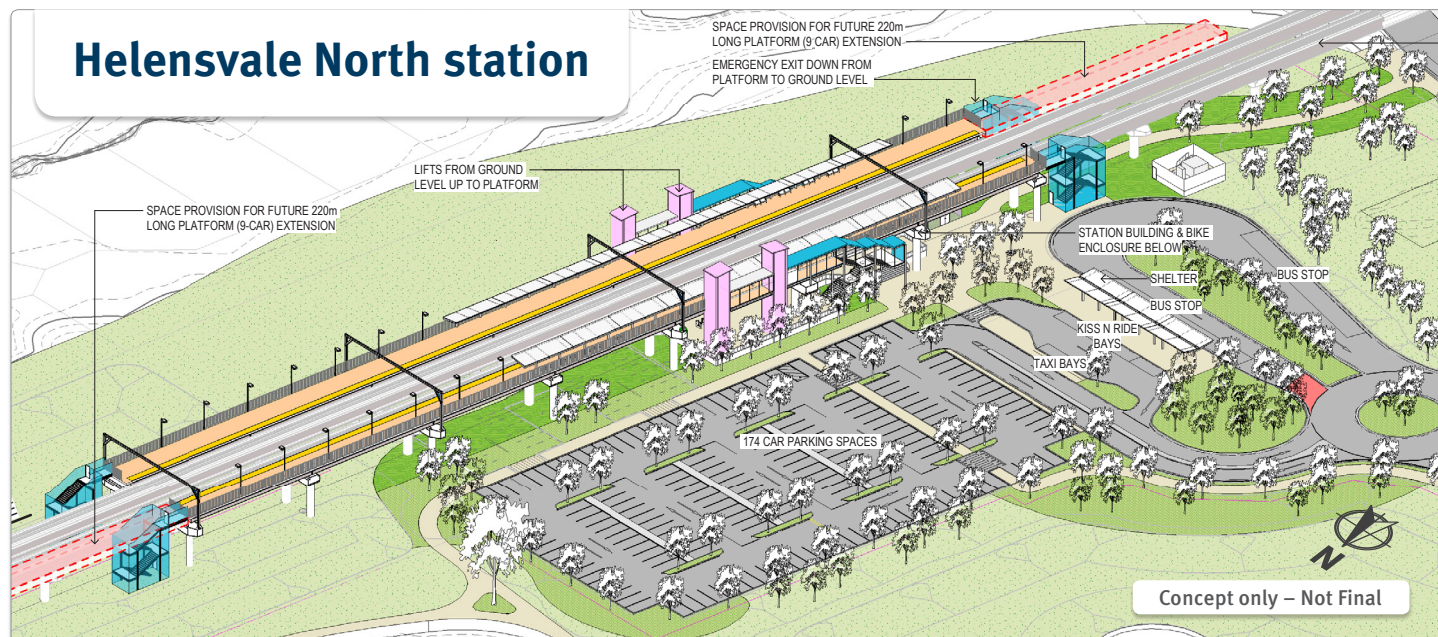 Helensvale North station
SPACE PROVISION FOR FUTURE 220m
LONG PLATFORM (9 CAR) EXTENSION
EMERGENCY EXIT DOWN FROM
PLATFORM TO GROUND LEVEL
LIFTS FROM GROUND
LEVEL UP TO PLATFORM
SPACE PROVISION FOR FUTURE 220m
LONG PLATFORM (9-CAR) EXTENSION
STATION BUILDING & BIKE
ENCLOSURE BELOW
SHELTER
BUS STOP
BUS STOP
KISS N RIDE
BAYS
TAXI BAYS
174 CAR PARKING SPACES
N
Concept only – Not Final